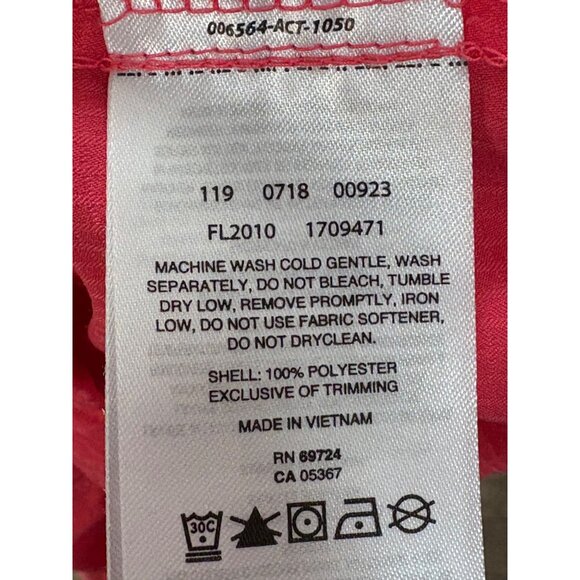 006564-ACT-1050
119 0718 00923
FL2010 1709471
MACHINE WASH COLD GENTLE, WASH
SEPARATELY, DO NOT BLEACH, TUMBLE
DRY LOW, REMOVE PROMPTLY, IRON
LOW, DO NOT USE FABRIC SOFTENER,
DO NOT DRYCLEAN.
SHELL: 100% POLYESTER
EXCLUSIVE OF TRIMMING
MADE IN VIETNAM
RN 69724
CA 05367
30C